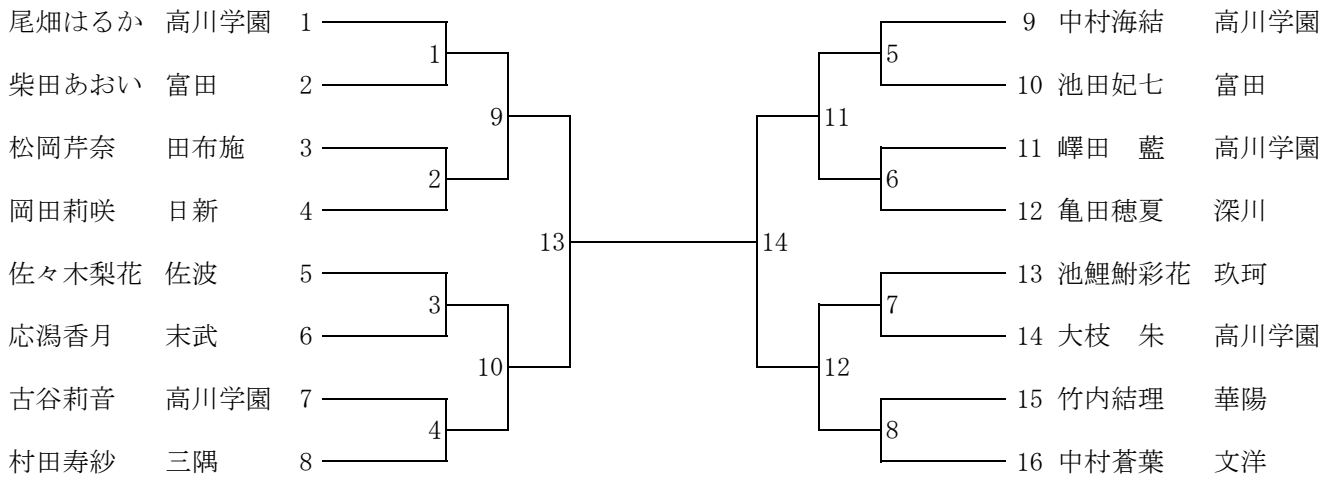 尾畑はるか 高川学園 1
柴田あおい 富田 2
松岡芹奈 田布施 3
岡田莉咲 日新 4
佐々木梨花 佐波 5
応潟香月 末武 6
古谷莉音 高川学園 7
村田寿紗 三隅 8
1
2
3
4
9
10
13
14
11
12
5
6
7
8
9 中村海結 高川学園
10 池田妃七 富田
11 嶧田 藍 高川学園
12 亀田穂夏 深川
13 池鯉鮒彩花 玖珂
14 大枝 朱 高川学園
15 竹内結理 華陽
16 中村蒼葉 文洋